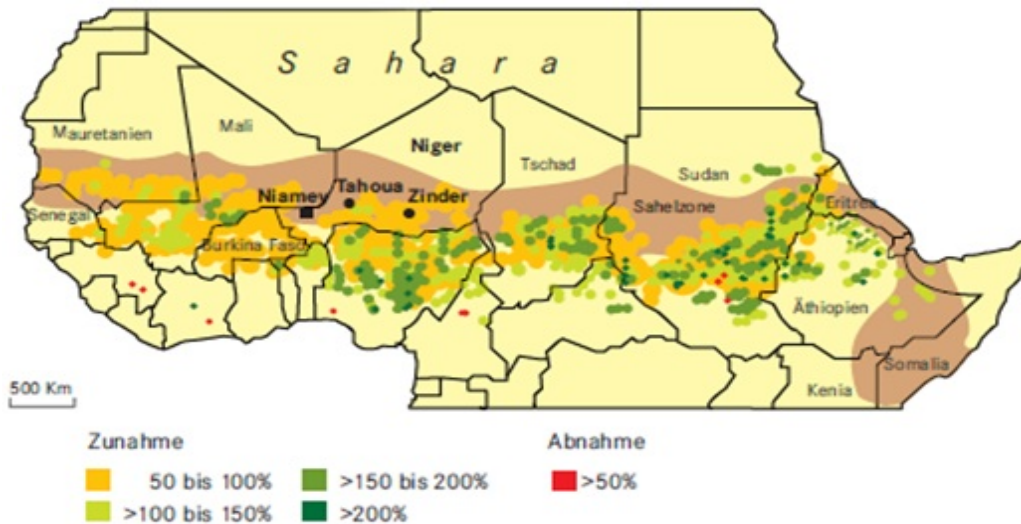 Sahara
Mauretanien
Mali
Niger
Tschad
Sudan
Niamey
Tahoua
Zinder
Sahelzone
Eritrea
Senegal
Burkina Faso
Äthiopien
Somalia
Kenia
500 Km
Zunahme
Abnahme
50 bis 100%
>150 bis 200%
>50%
>100 bis 150%
>200%